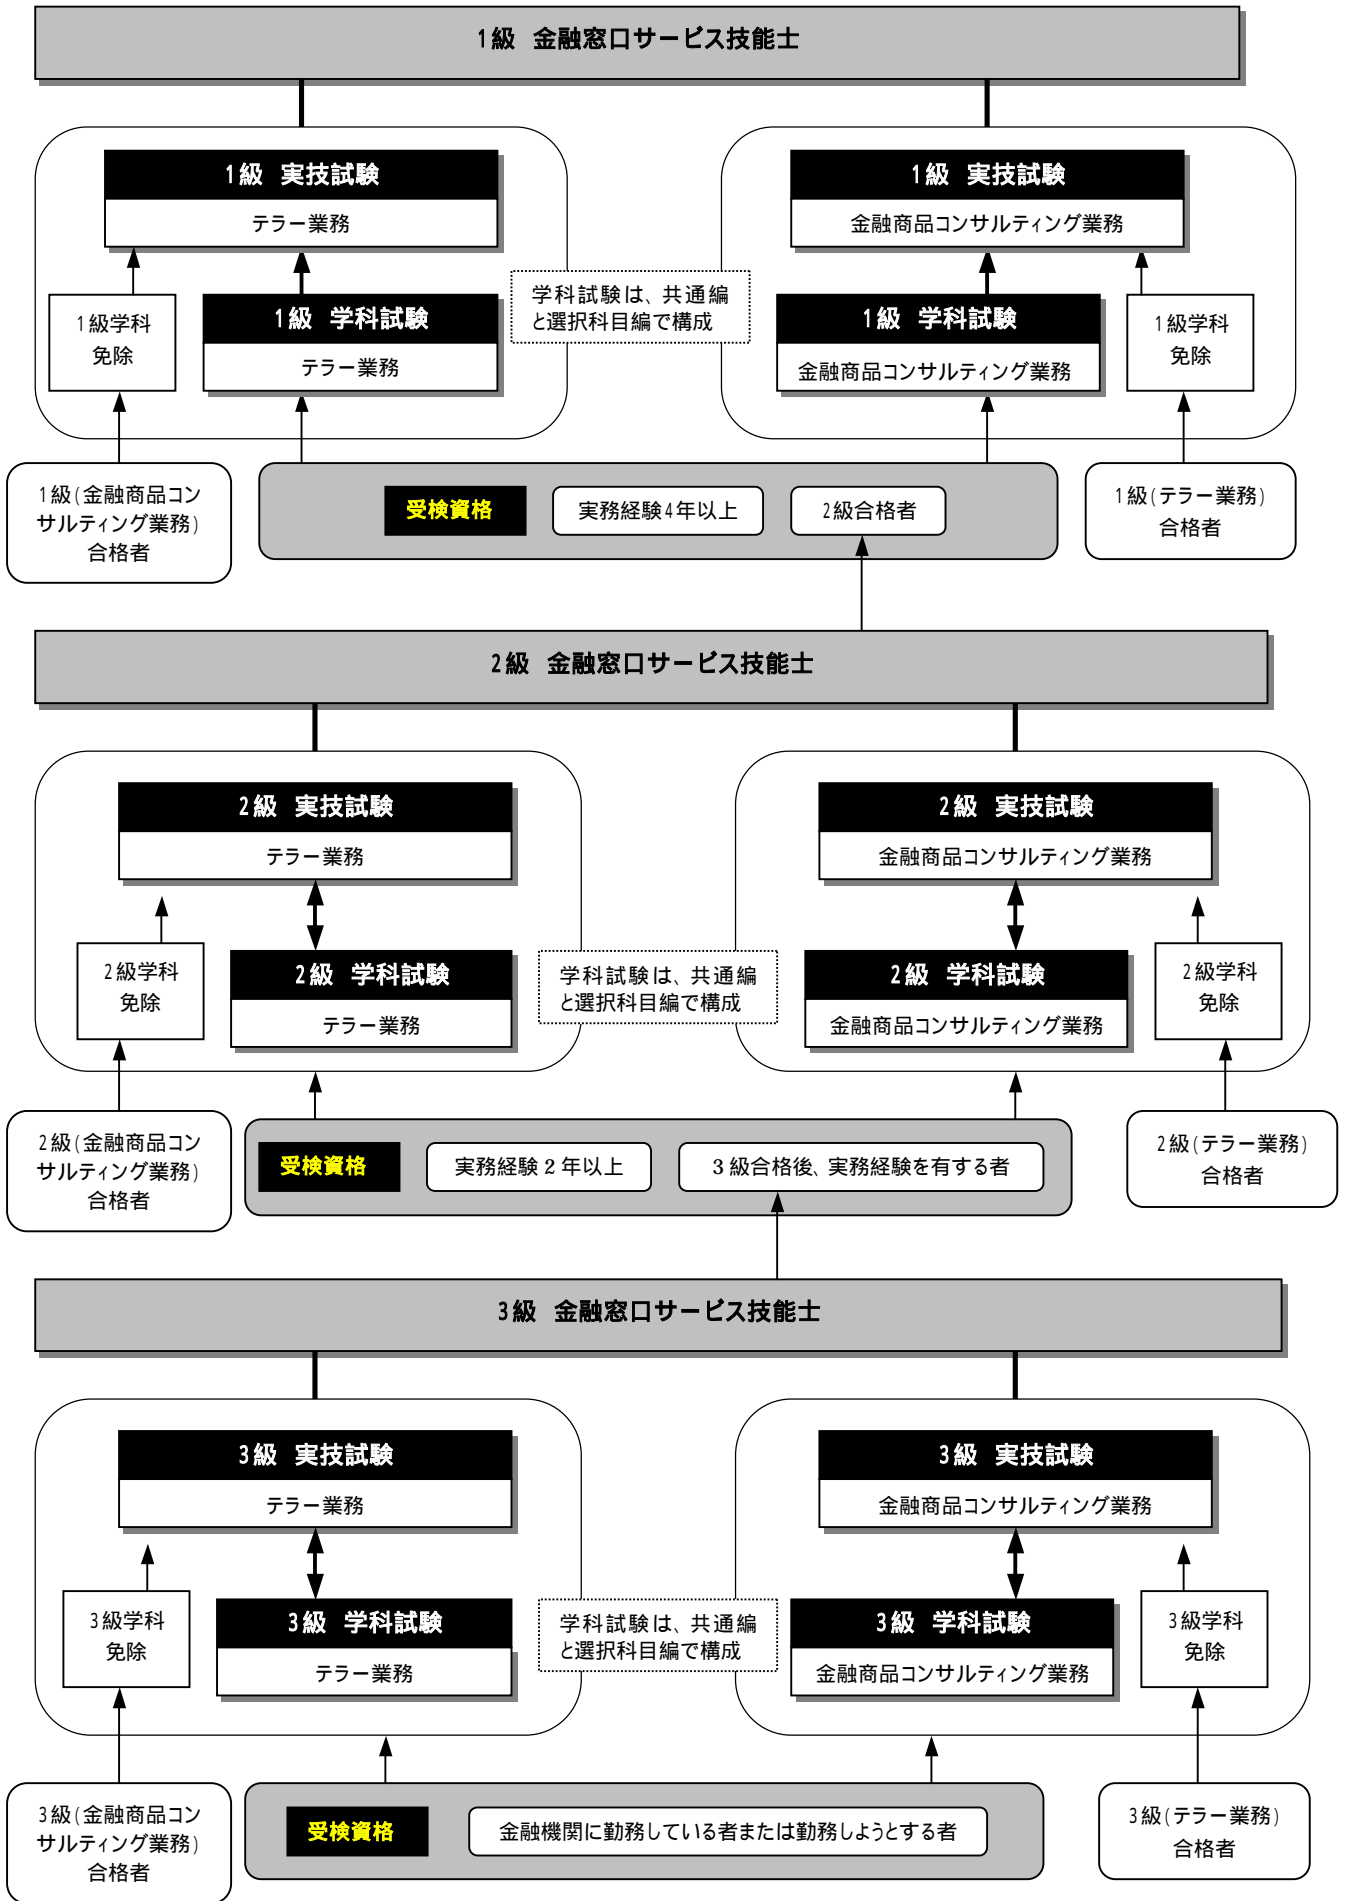 1級 金融窓口サービス技能士
1級 実技試験
テラー業務
1級 実技試験
金融商品コンサルティング業務
1級学科
免除
1級 学科試験
テラー業務
学科試験は、共通編
と選択科目編で構成
1級 学科試験
金融商品コンサルティング業務
1級学科
免除
1級(金融商品コン
サルティング業務)
合格者
受検資格
実務経験4年以上
2級合格者
1級(テラー業務)
合格者
2級 金融窓口サービス技能士
2級 実技試験
テラー業務
2級 実技試験
金融商品コンサルティング業務
2級学科
免除
2級 学科試験
テラー業務
学科試験は、共通編
と選択科目編で構成
2級 学科試験
金融商品コンサルティング業務
2級学科
免除
2級(金融商品コン
サルティング業務)
合格者
受検資格
実務経験2年以上
3級合格後、実務経験を有する者
2級(テラー業務)
合格者
3級 金融窓口サービス技能士
3級 実技試験
テラー業務
3級 実技試験
金融商品コンサルティング業務
3級学科
免除
3級 学科試験
テラー業務
学科試験は、共通編
と選択科目編で構成
3級 学科試験
金融商品コンサルティング業務
3級学科
免除
3級(金融商品コン
サルティング業務)
合格者
受検資格
金融機関に勤務している者または勤務しようとする者
3級(テラー業務)
合格者